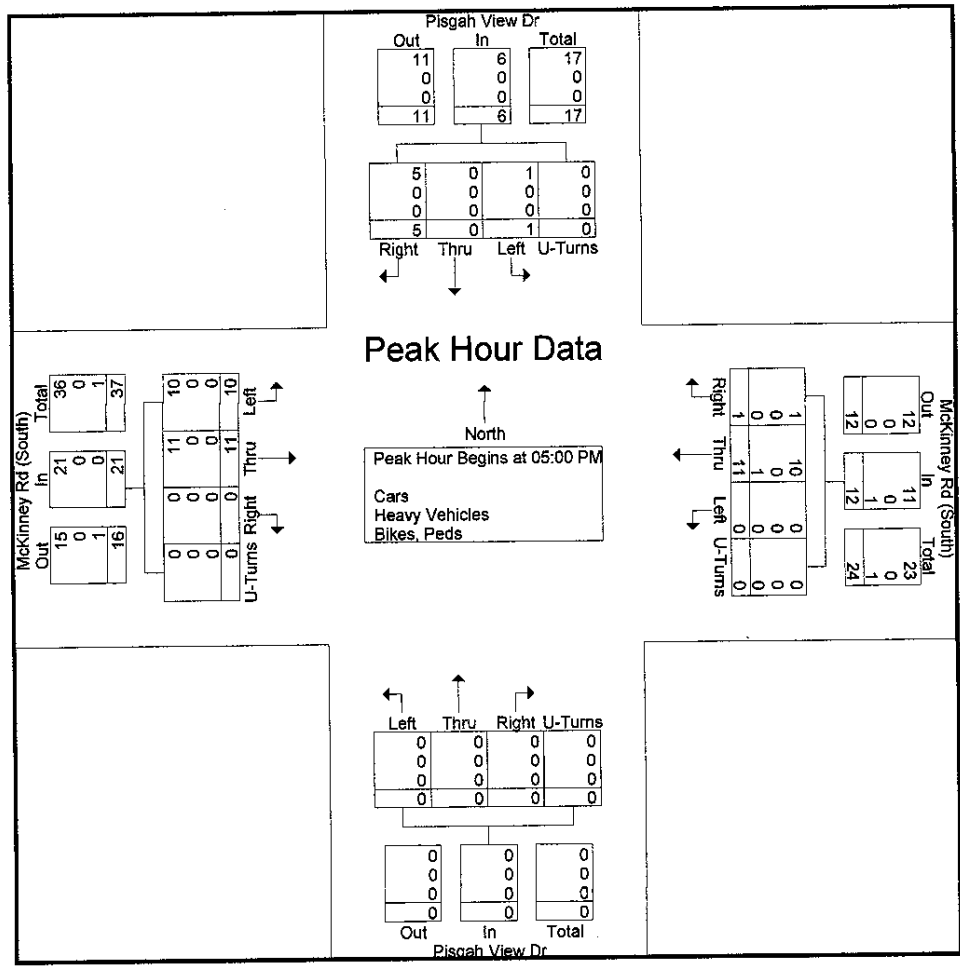 Pisgah View Dr
Out In Total
11 6 17
0 0 0
0 0 0
11 6 17
5 0 1 0
0 0 0 0
0 0 0 0
5 0 1 0
Right Thru Left U-Turns
Peak Hour Data
McKinney Rd (South)
Out In Total
15 21 36
0 0 0
1 0 1
16 21 37
0 0 11 10
0 0 0 0
0 0 0 0
0 0 11 10
U-Turns Right Thru Left
North
Peak Hour Begins at 05:00 PM
Cars
Heavy Vehicles
Bikes, Peds
McKinney Rd (South)
Out In Total
12 11 23
0 0 0
0 1 1
12 12 24
1 10 0 0
0 0 0 0
0 1 0 0
1 11 0 0
Right Thru Left U-Turns
Left Thru Right U-Turns
0 0 0 0
0 0 0 0
0 0 0 0
0 0 0 0
0 0 0
0 0 0
0 0 0
0 0 0
Out In Total
Pisgah View Dr